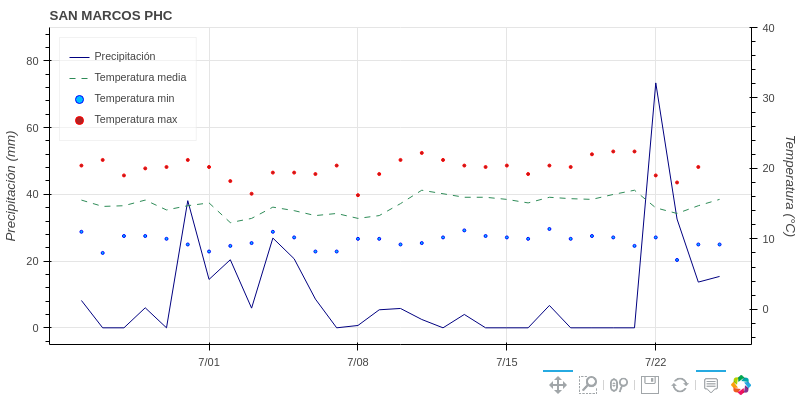 SAN MARCOS PHC
Precipitación
Temperatura media
Temperatura min
Temperatura max
Precipitación (mm)
80
60
40
20
0
Temperatura (°C)
40
30
20
10
0
7/01
7/08
7/15
7/22